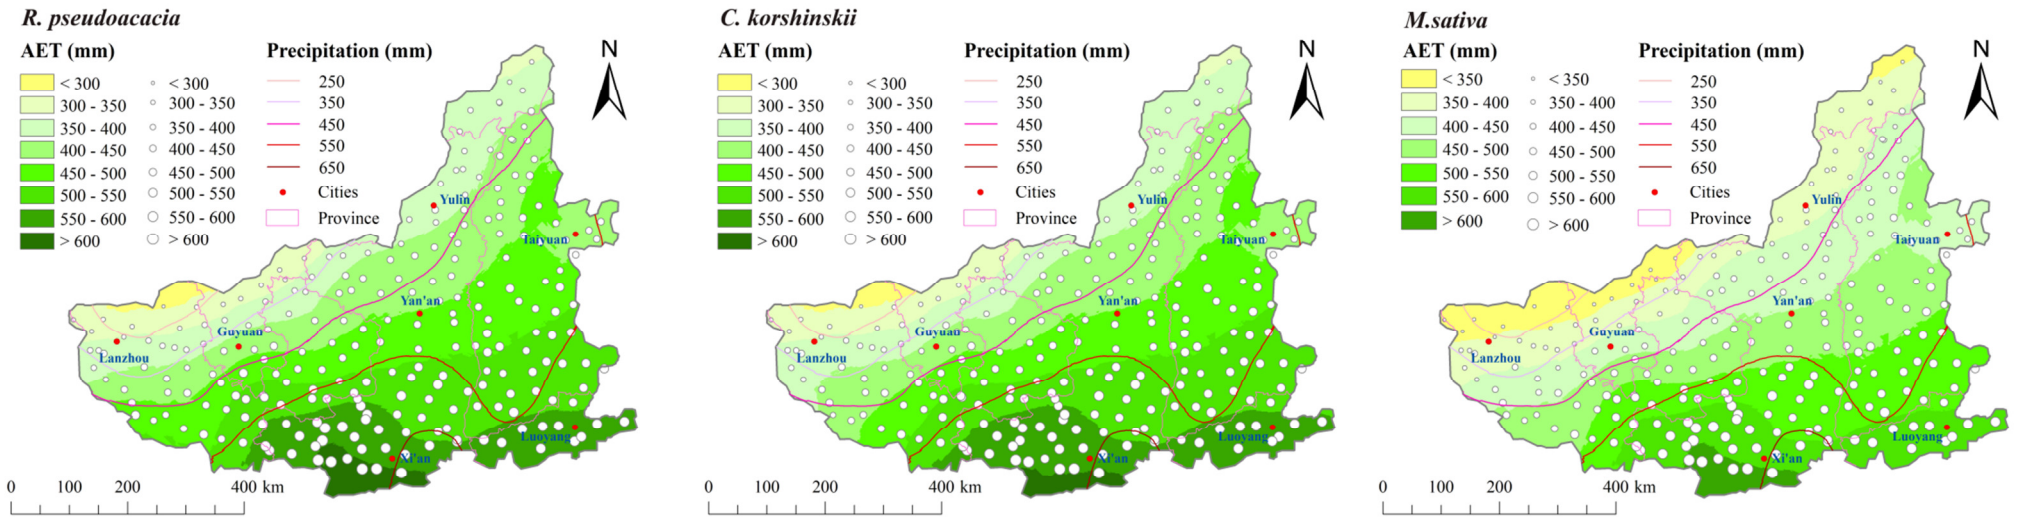 R. pseudoacacia
AET (mm)
Precipitation (mm)
N
< 300
< 300
250
300 - 350
300 - 350
350
350 - 400
350 - 400
450
400 - 450
400 - 450
550
450 - 500
450 - 500
650
500 - 550
500 - 550
Cities
550 - 600
550 - 600
Province
> 600
> 600
Yulin
Taiyuan
Yan'an
Guyuan
Lanzhou
Luoyang
Xi'an
0 100 200 400 km
C. korshinskii
AET (mm)
Precipitation (mm)
N
< 300
< 300
250
300 - 350
300 - 350
350
350 - 400
350 - 400
450
400 - 450
400 - 450
550
450 - 500
450 - 500
650
500 - 550
500 - 550
Cities
550 - 600
550 - 600
Province
> 600
> 600
Yulin
Taiyuan
Yan'an
Guyuan
Lanzhou
Luoyang
Xi'an
0 100 200 400 km
M.sativa
AET (mm)
Precipitation (mm)
N
< 350
< 350
250
350 - 400
350 - 400
350
400 - 450
400 - 450
450
450 - 500
450 - 500
550
500 - 550
500 - 550
650
550 - 600
550 - 600
Cities
> 600
> 600
Province
Yulin
Taiyuan
Yan'an
Guyuan
Lanzhou
Luoyang
Xi'an
0 100 200 400 km